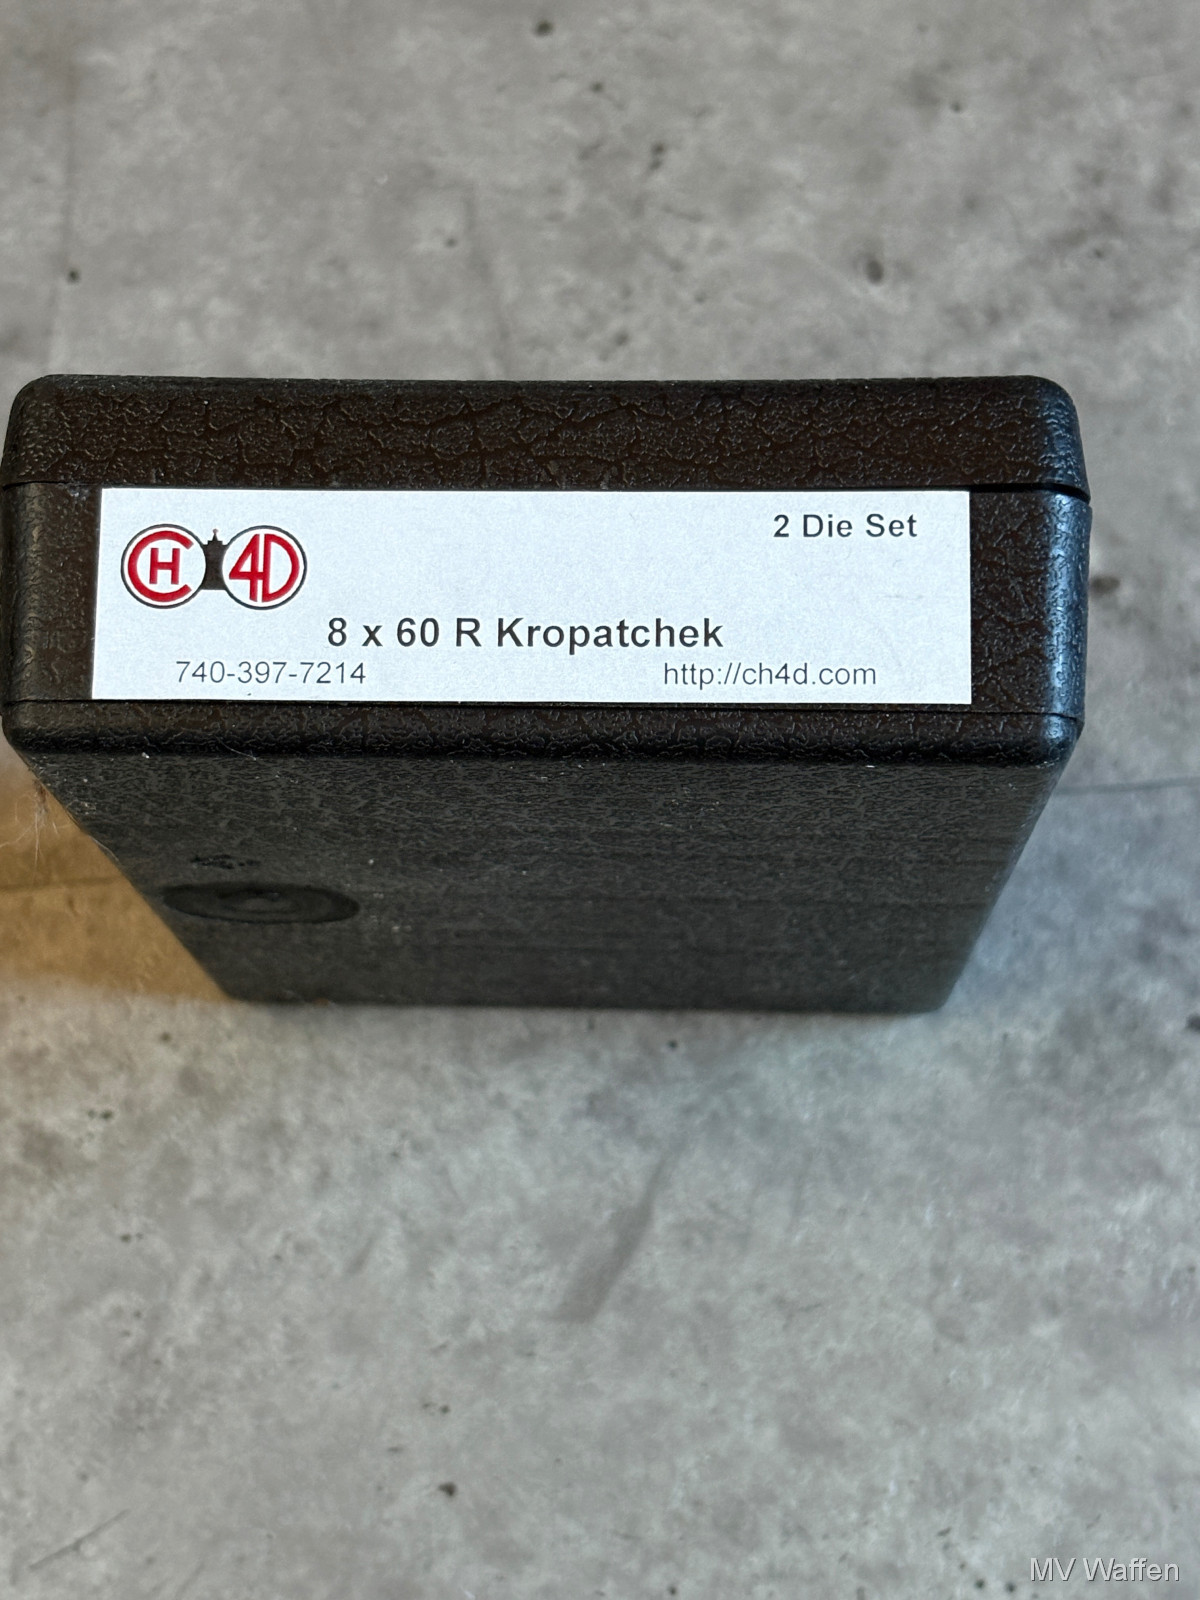 2 Die Set
CH 4D
8 x 60 R Kropatchek
740-397-7214 http://ch4d.com
MV Waffen